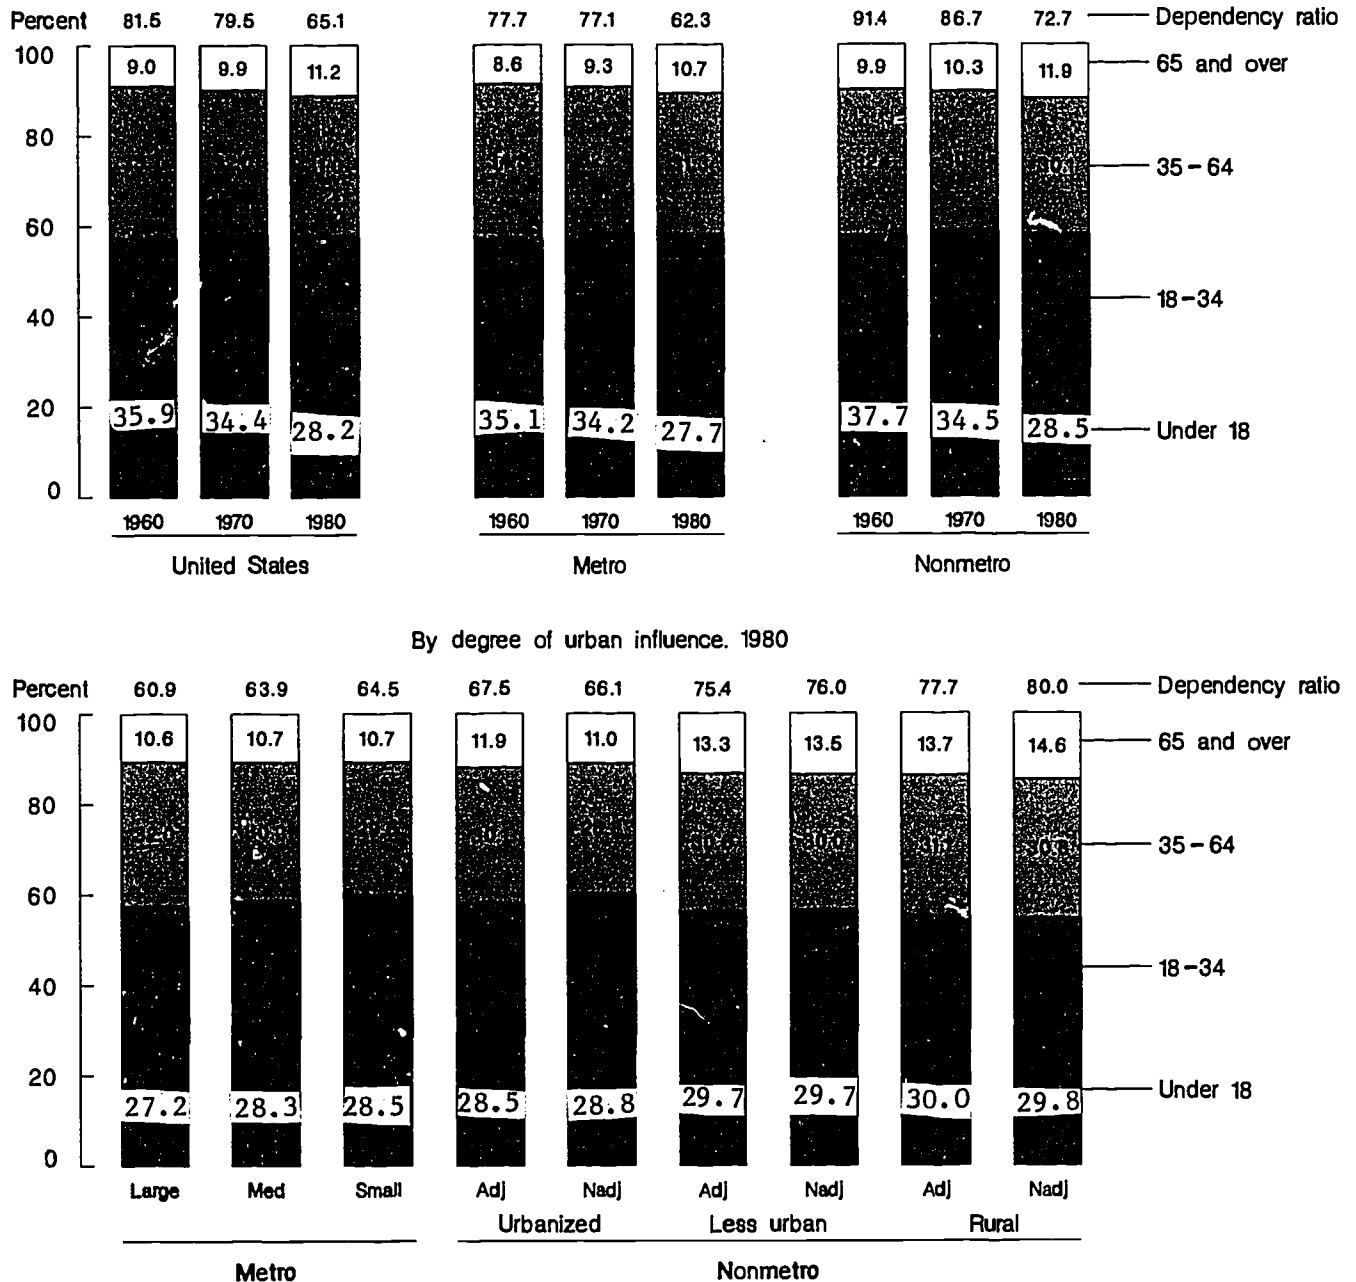 Percent 81.5 79.5 65.1 77.7 77.1 62.3 91.4 86.7 72.7 Dependency ratio
100 9.0 9.9 11.2 8.6 9.3 10.7 9.9 10.3 11.9 65 and over
80
35-64
60
18-34
40
20 35.9 34.4 28.2 35.1 34.2 27.7 37.7 34.5 28.5 Under 18
0
1960 1970 1980 1960 1970 1980 1960 1970 1980
United States Metro Nonmetro
By degree of urban influence. 1980
Percent 60.9 63.9 64.5 67.5 66.1 75.4 76.0 77.7 80.0 Dependency ratio
100 10.6 10.7 10.7 11.9 11.0 13.3 13.5 13.7 14.6 65 and over
80
35-64
60
18-34
40
20
27.2 28.3 28.5 28.5 28.8 29.7 29.7 30.0 29.8 Under 18
0
Large Med Small Adj Nadj Adj Nadj Adj Nadj
Urbanized Less urban Rural
Metro Nonmetro